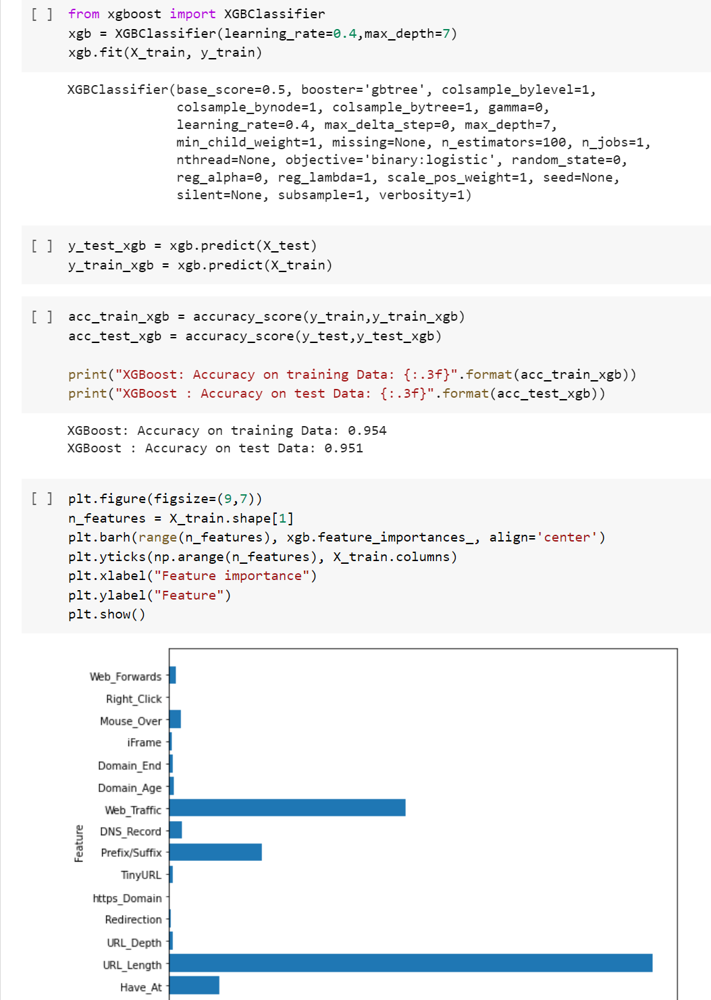 [ ] from xgboost import XGBClassifier
xgb = XGBClassifier(learning_rate=0.4,max_depth=7)
xgb.fit(X_train, y_train)
XGBClassifier(base_score=0.5, booster='gbtree', colsample_bylevel=1,
colsample_bynode=1, colsample_bytree=1, gamma=0,
learning_rate=0.4, max_delta_step=0, max_depth=7,
min_child_weight=1, missing=None, n_estimators=100, n_jobs=1,
nthread=None, objective='binary:logistic', random_state=0,
reg_alpha=0, reg_lambda=1, scale_pos_weight=1, seed=None,
silent=None, subsample=1, verbosity=1)
[ ] y_test_xgb = xgb.predict(X_test)
y_train_xgb = xgb.predict(X_train)
[ ] acc_train_xgb = accuracy_score(y_train,y_train_xgb)
acc_test_xgb = accuracy_score(y_test,y_test_xgb)
print("XGBoost: Accuracy on training Data: {:.3f}".format(acc_train_xgb))
print("XGBoost : Accuracy on test Data: {:.3f}".format(acc_test_xgb))
XGBoost: Accuracy on training Data: 0.954
XGBoost : Accuracy on test Data: 0.951
[ ] plt.figure(figsize=(9,7))
n_features = X_train.shape[1]
plt.barh(range(n_features), xgb.feature_importances_, align='center')
plt.yticks(np.arange(n_features), X_train.columns)
plt.xlabel("Feature importance")
plt.ylabel("Feature")
plt.show()
Web_Forwards
Right_Click
Mouse_Over
iFrame
Domain_End
Domain_Age
Web_Traffic
DNS_Record
Prefix/Suffix
TinyURL
https_Domain
Redirection
URL_Depth
URL_Length
Have_At
Feature